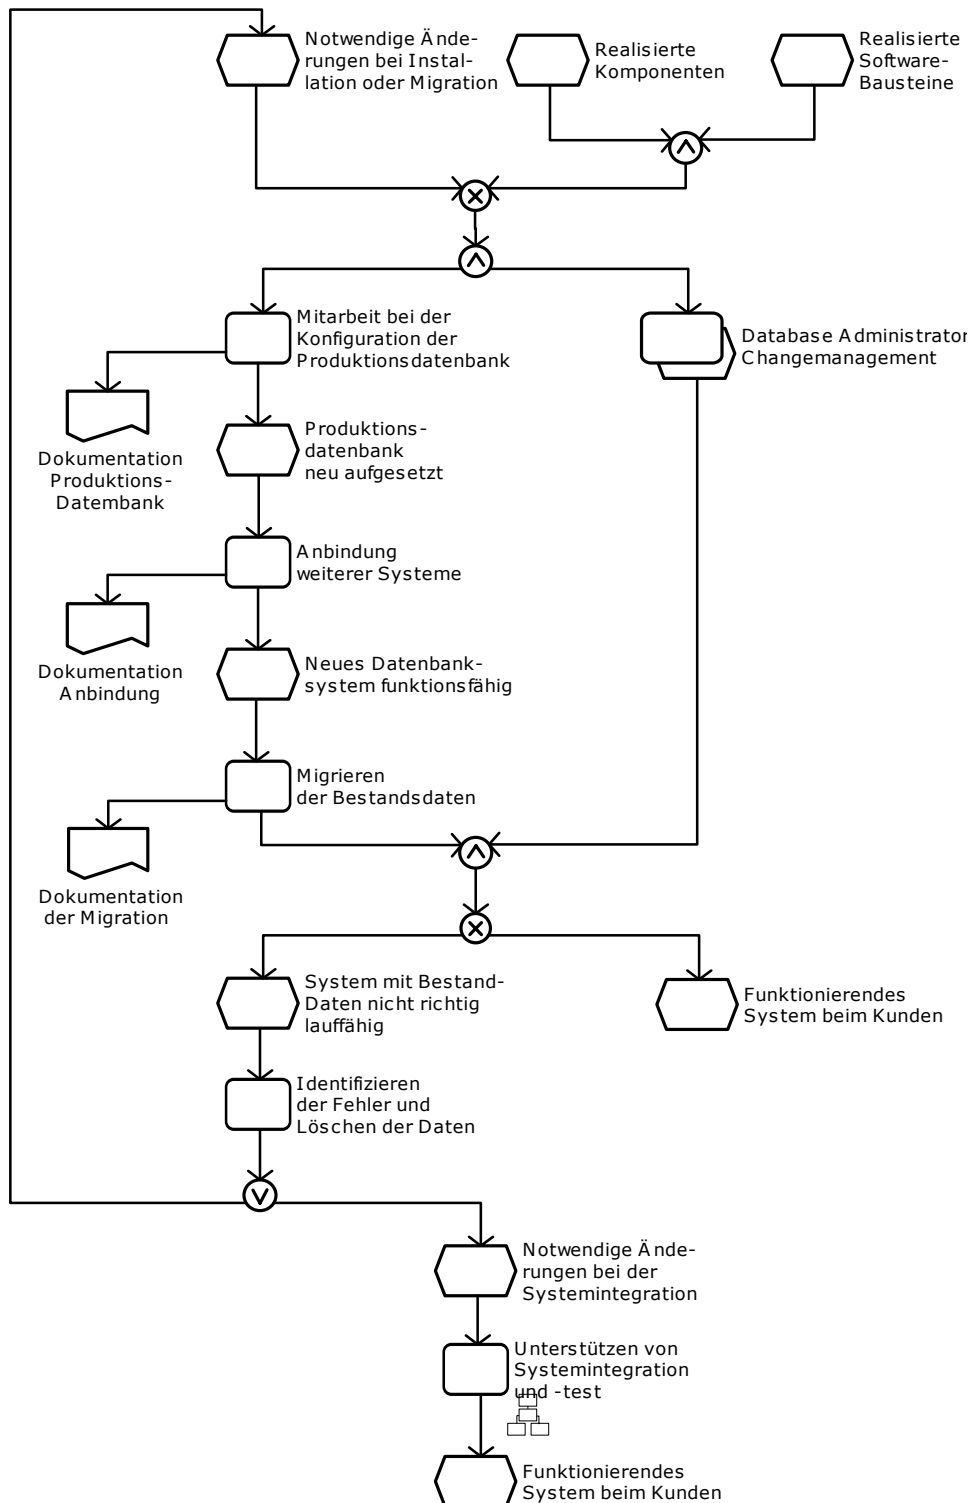 Notwendige Ände-
rungen bei Instal-
lation oder Migration
Realisierte
Komponenten
Realisierte
Software-
Bausteine
Mitarbeit bei der
Konfiguration der
Produktionsdatenbank
Database Administrator
Changemanagement
Dokumentation
Produktions-
Datembank
Produktions-
datenbank
neu aufgesetzt
Anbindung
weiterer Systeme
Dokumentation
Anbindung
Neues Datenbank-
system funktionsfähig
Migrieren
der Bestandsdaten
Dokumentation
der Migration
System mit Bestand-
Daten nicht richtig
lauffähig
Funktionierendes
System beim Kunden
Identifizieren
der Fehler und
Löschen der Daten
Notwendige Ände-
rungen bei der
Systemintegration
Unterstützen von
Systemintegration
und -test
Funktionierendes
System beim Kunden